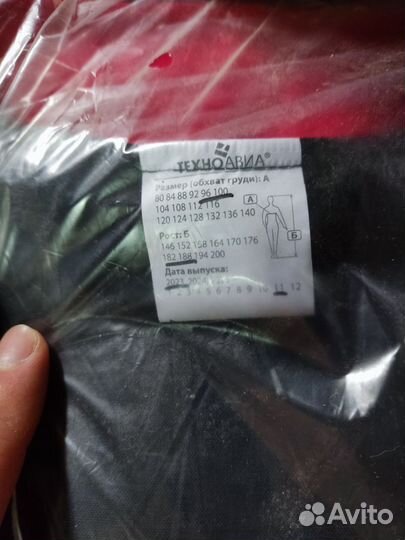 ТЕХНОАВИА®
Размер (обхват груди): А
80 84 88 92 96 100
104 108 112 116
120 124 128 132 136 140
Рост: Б
146 152 158 164 170 176
182 188 194 200
Дата выпуска:
2023 2024
1 2 3 4 5 6 7 8 9 10 11 12
А
Б
Avito